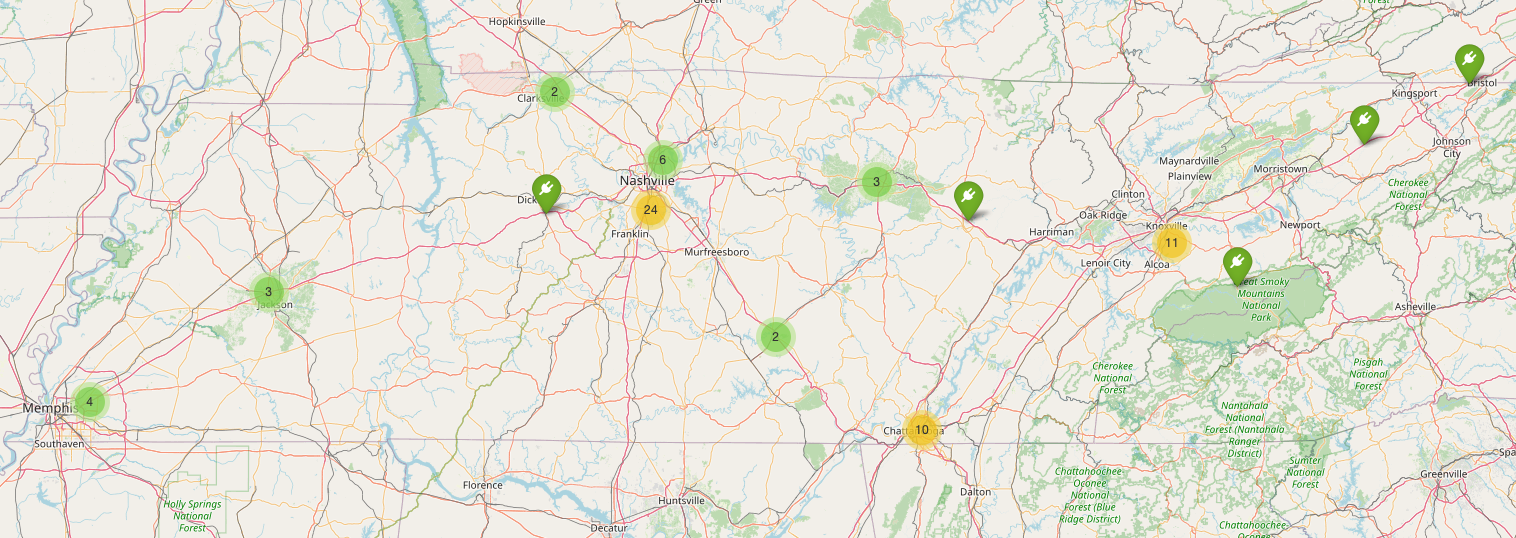 Green
Forest
Hopkinsville
Bristol
Kingsport
2
Clarksville
Johnson
City
6
Nashville
3
Maynardville
Plainview
Morristown
Cherokee
National
Forest
Clinton
Dick
24
Oak Ridge
Franklin
Harriman
Knoxville
Newport
11
Murfreesboro
Lenoir City
Alcoa
3
Jackson
Great Smoky
Mountains
National
Park
Asheville
2
Cherokee
National
Forest
Pisgah
National
Forest
4
Memphis
Nantahala
National
Forest (Nantahala
Ranger
District)
10
Chattanooga
Southaven
Sumter
National
Forest
Spa
Greenville
Chattahoochee-
Oconee
National
Forest (Blue
Ridge District)
Florence
Dalton
Huntsville
Holly Springs
National
Forest
Decatur
Chattahoochee-
Oconee